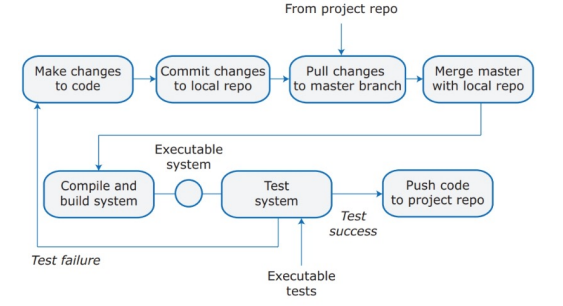 From project repo
Make changes
to code
Commit changes
to local repo
Pull changes
to master branch
Merge master
with local repo
Executable
system
Compile and
build system
Test
system
Push code
to project repo
Test
success
Test failure
Executable
tests